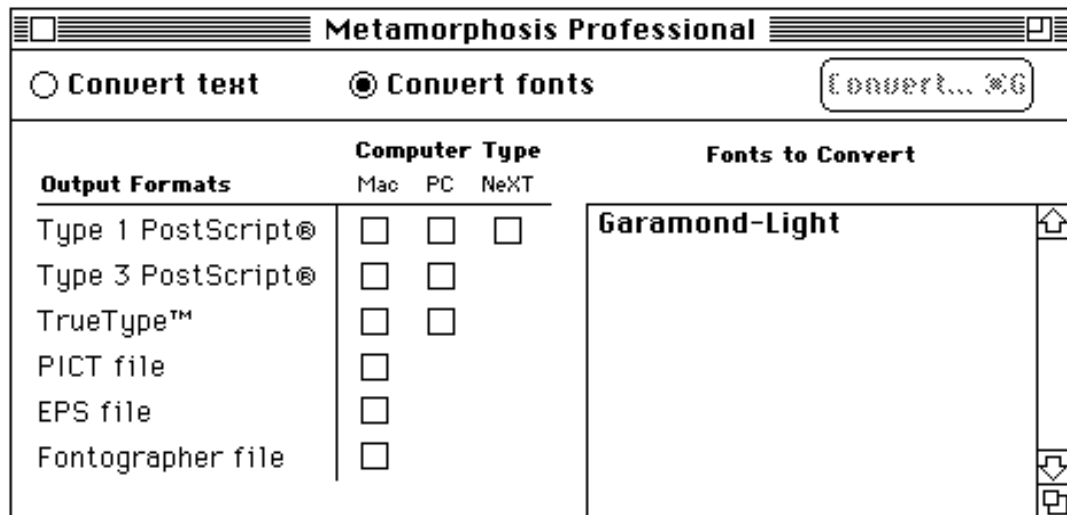 Metamorphosis Professional
Convert text Convert fonts Convert... ⌘G
Computer Type
Fonts to Convert
Output Formats Mac PC NeXT
Type 1 PostScript®
Garamond-Light
Type 3 PostScript®
TrueType™
PICT file
EPS file
Fontographer file